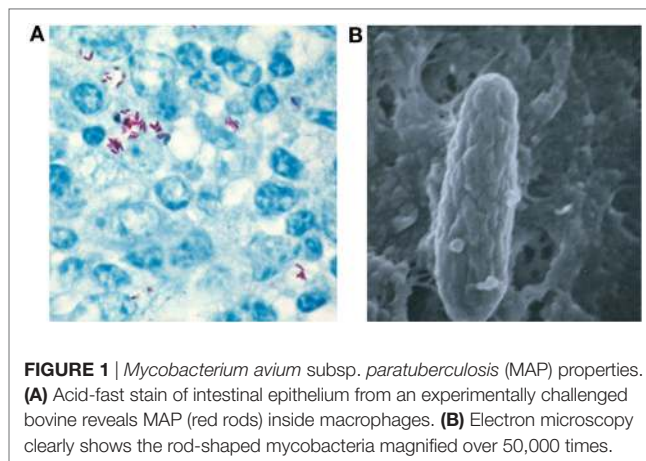 A
B
FIGURE 1 | Mycobacterium avium subsp. paratuberculosis (MAP) properties.
(A) Acid-fast stain of intestinal epithelium from an experimentally challenged
bovine reveals MAP (red rods) inside macrophages. (B) Electron microscopy
clearly shows the rod-shaped mycobacteria magnified over 50,000 times.